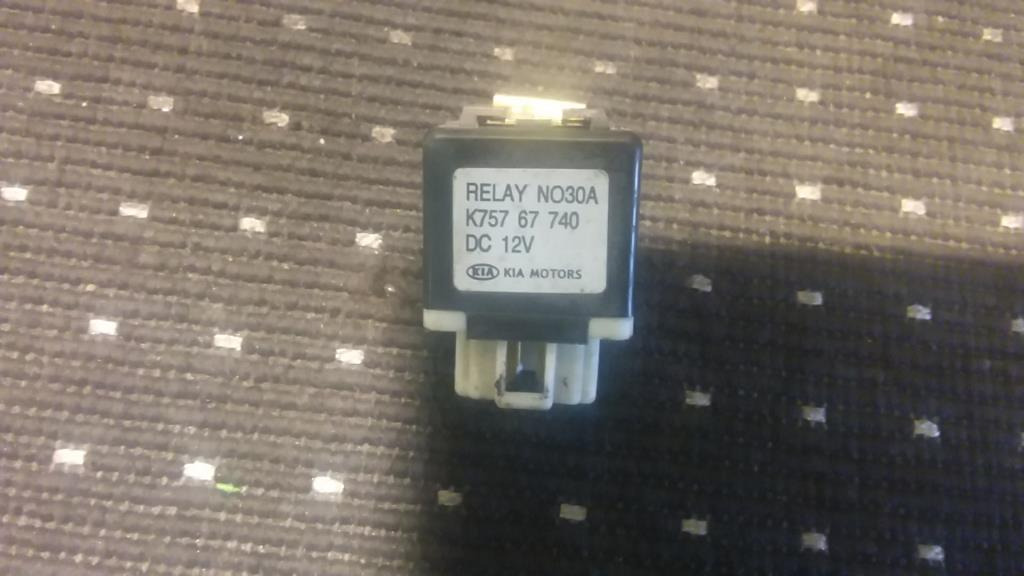 RELAY NO30A
K757 67 740
DC 12V
KIA KIA MOTORS